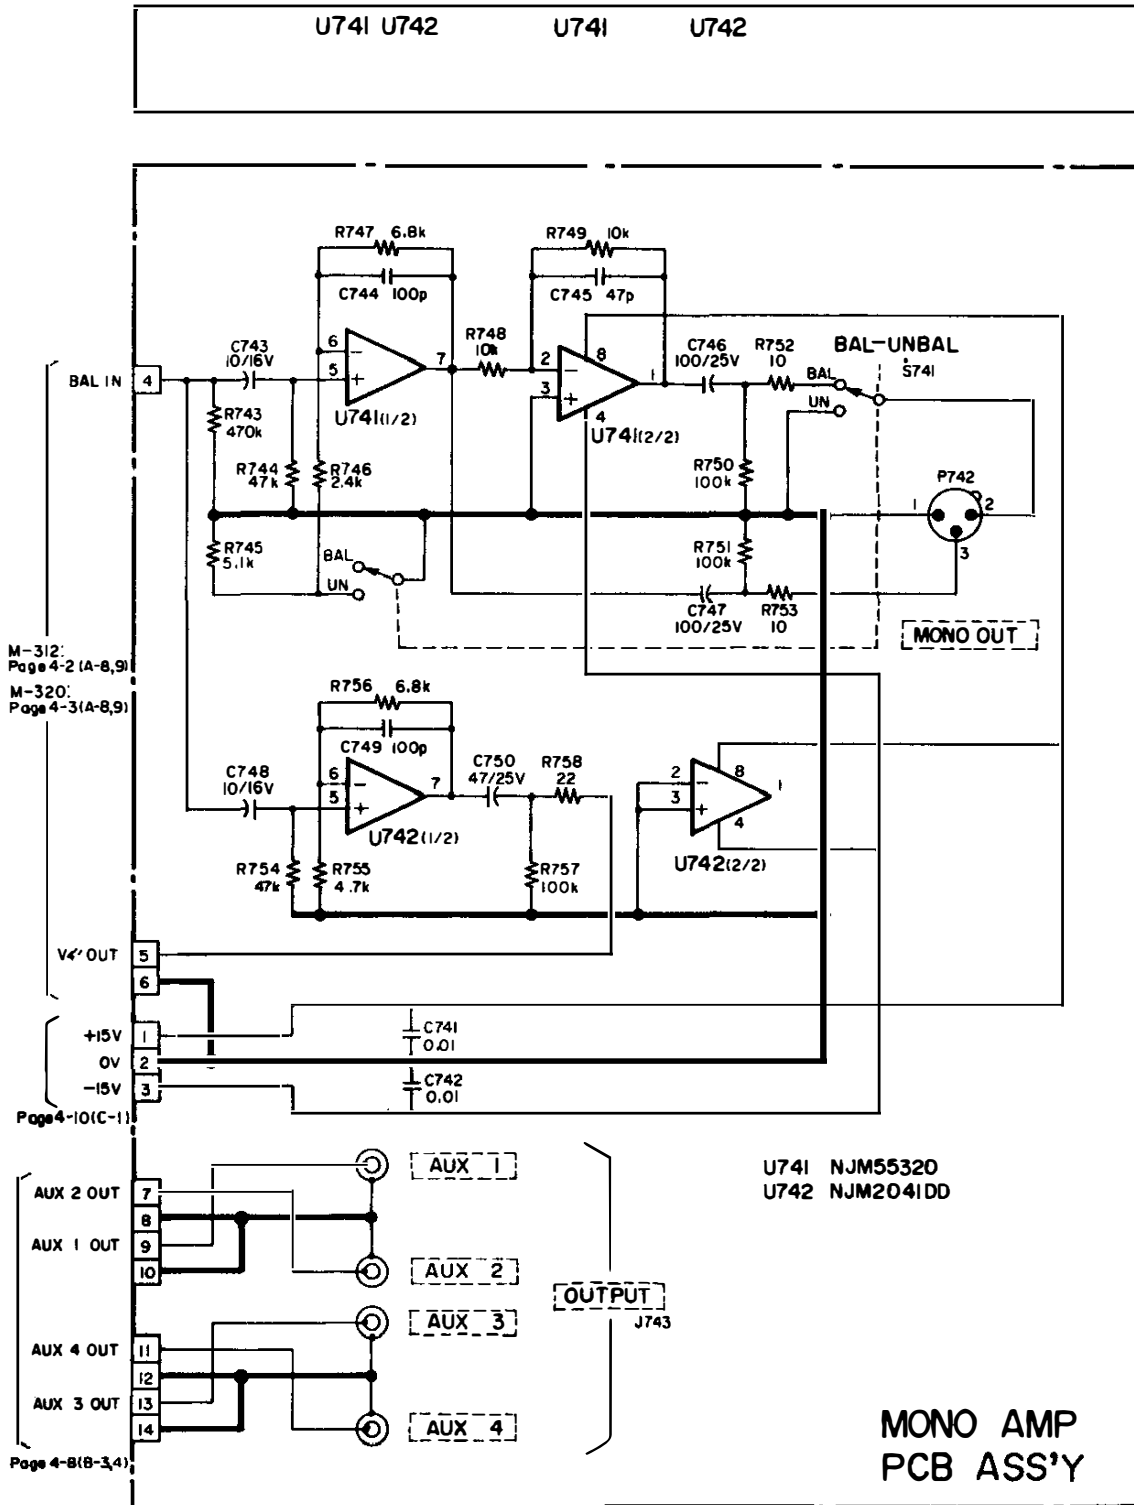 U741 U742 U741 U742
R747 6.8k
R749 10k
C744 100p
C745 47p
R748
10k
C743
10/16V
C746
100/25V
R752
10
BAL-UNBAL
S741
BAL IN 4
6
5
7
2
3
8
1
4
BAL
UN
U741(1/2)
U741(2/2)
R743
470k
R744
47k
R746
2.4k
R750
100k
P742
1 2
3
R745
5.1k
R751
100k
BAL
UN
C747
100/25V
R753
10
MONO OUT
M-312:
Page 4-2 (A-8,9)
M-320:
Page 4-3(A-8,9)
R756 6.8k
C749 100p
C748
10/16V
C750
47/25V
R758
22
6
5
7
2
3
8
1
4
U742(1/2)
U742(2/2)
R754
47k
R755
4.7k
R757
100k
V4" OUT 5
6
+15V 1
0V 2
-15V 3
C741
0.01
C742
0.01
Page 4-10(C-1)
AUX 2 OUT 7
8
AUX 1 OUT 9
10
AUX 4 OUT 11
12
AUX 3 OUT 13
14
Page 4-8(B-3,4)
AUX 1
AUX 2
AUX 3
AUX 4
OUTPUT
J743
U741 NJM5532D
U742 NJM2041DD
MONO AMP
PCB ASS'Y